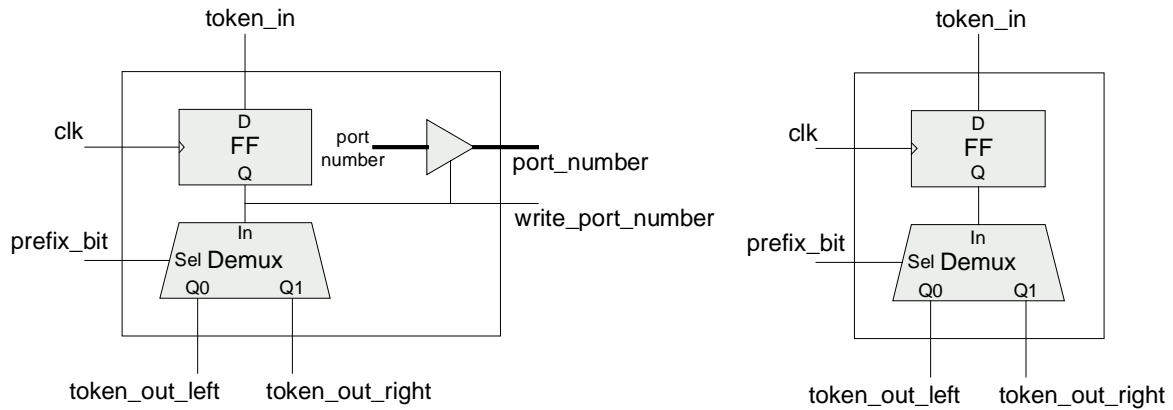 token_in
clk
D
FF
Q
port
number
port_number
write_port_number
prefix_bit
In
Sel Demux
Q0 Q1
token_out_left token_out_right
token_in
clk
D
FF
Q
prefix_bit
In
Sel Demux
Q0 Q1
token_out_left token_out_right